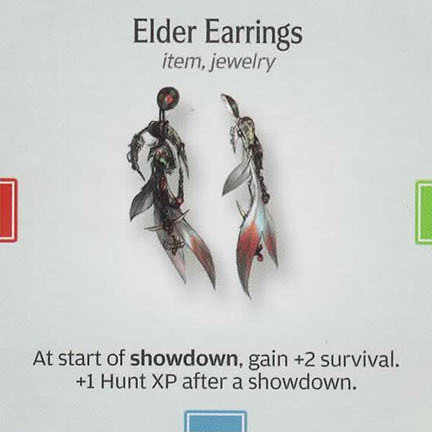 Elder Earrings
item, jewelry
At start of showdown, gain +2 survival.
+1 Hunt XP after a showdown.